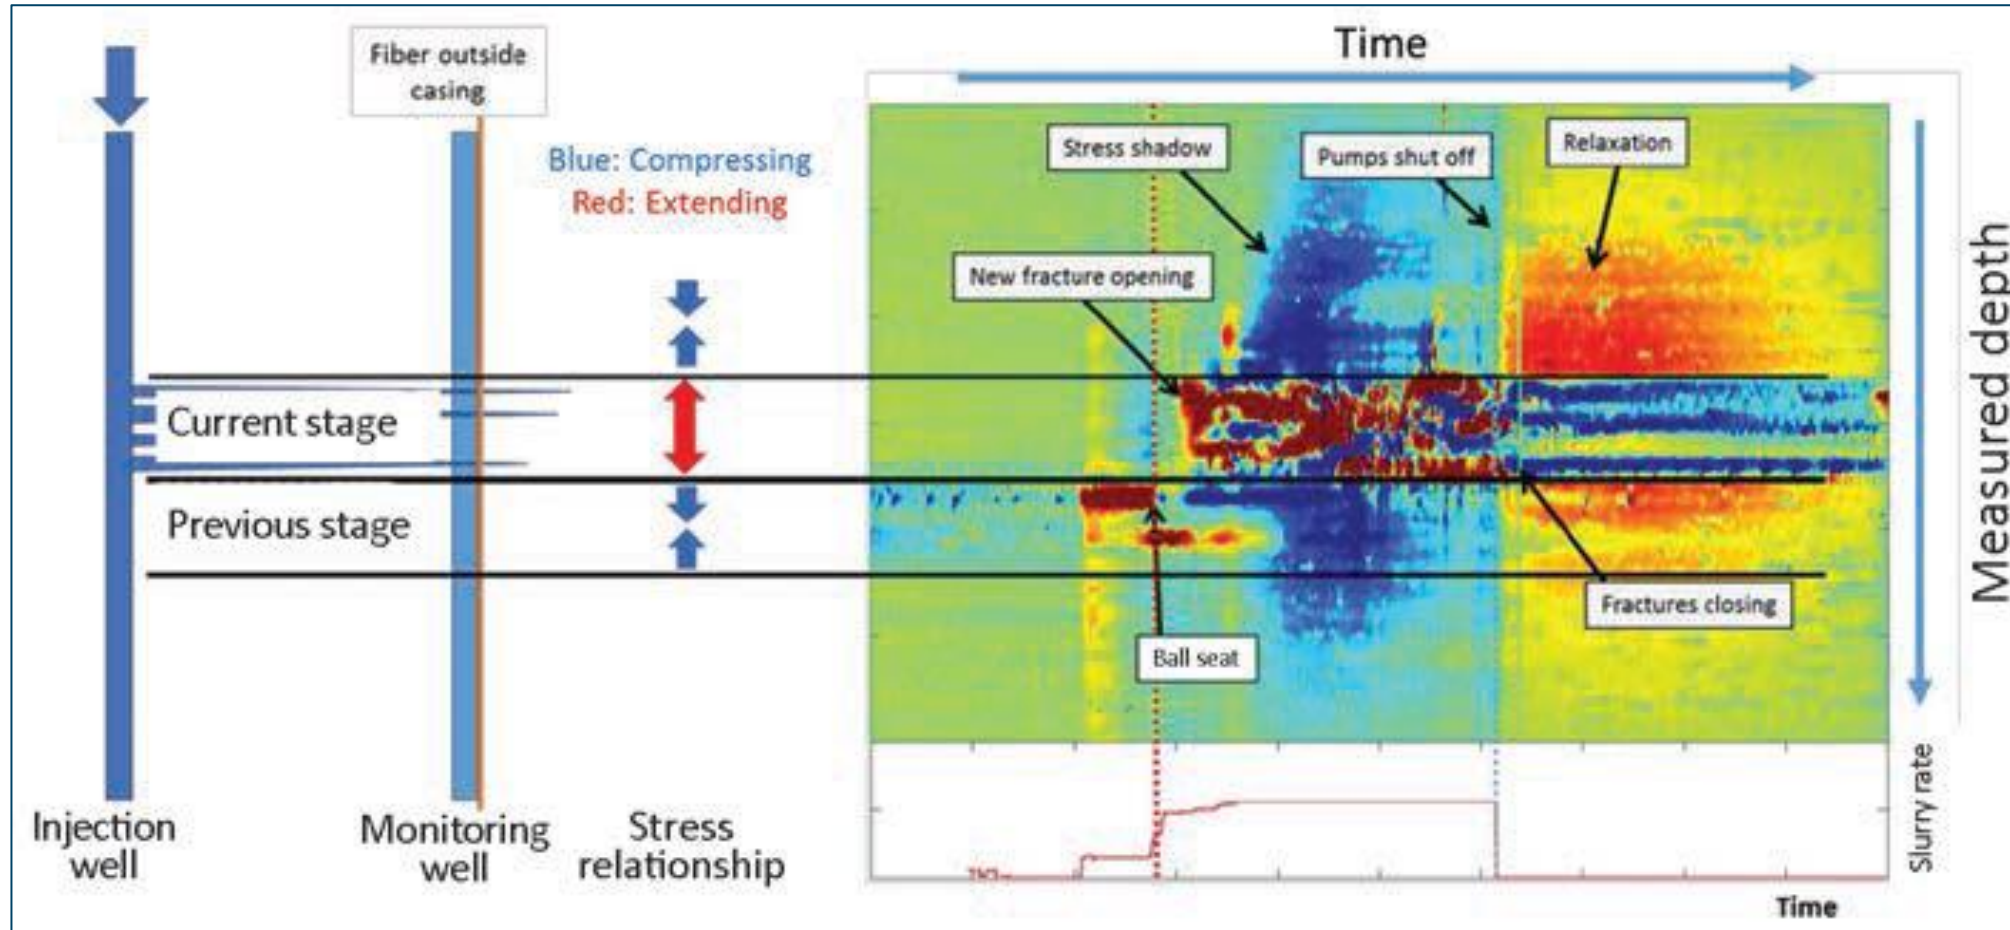 Fiber outside
casing
Blue: Compressing
Red: Extending
Current stage
Previous stage
Injection
well
Monitoring
well
Stress
relationship
Time
Stress shadow
Pumps shut off
Relaxation
New fracture opening
Fractures closing
Ball seat
Measured depth
Slurry rate
Time